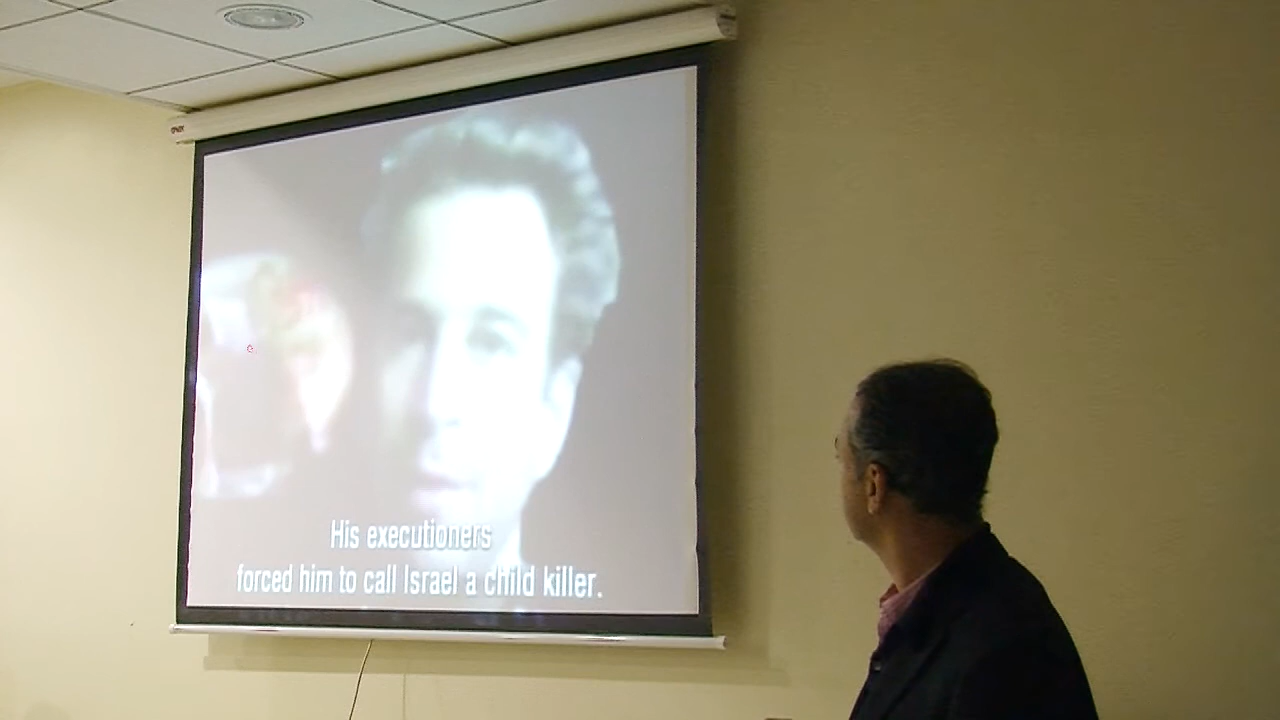 His executioners
forced him to call Israel a child killer.